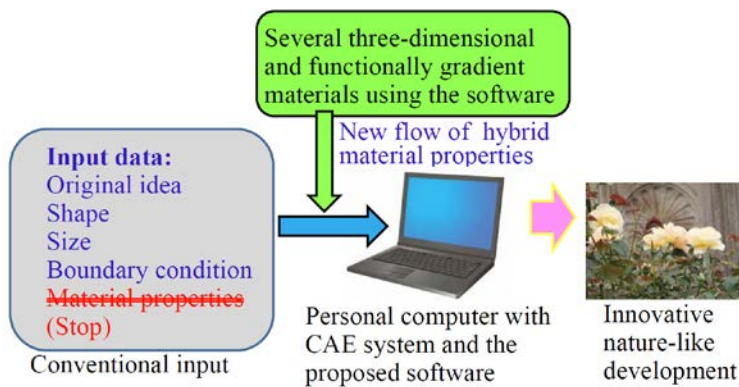 Several three-dimensional
and functionally gradient
materials using the software
New flow of hybrid
material properties
Input data:
Original idea
Shape
Size
Boundary condition
Material properties
(Stop)
Conventional input
Personal computer with
CAE system and the
proposed software
Innovative
nature-like
development